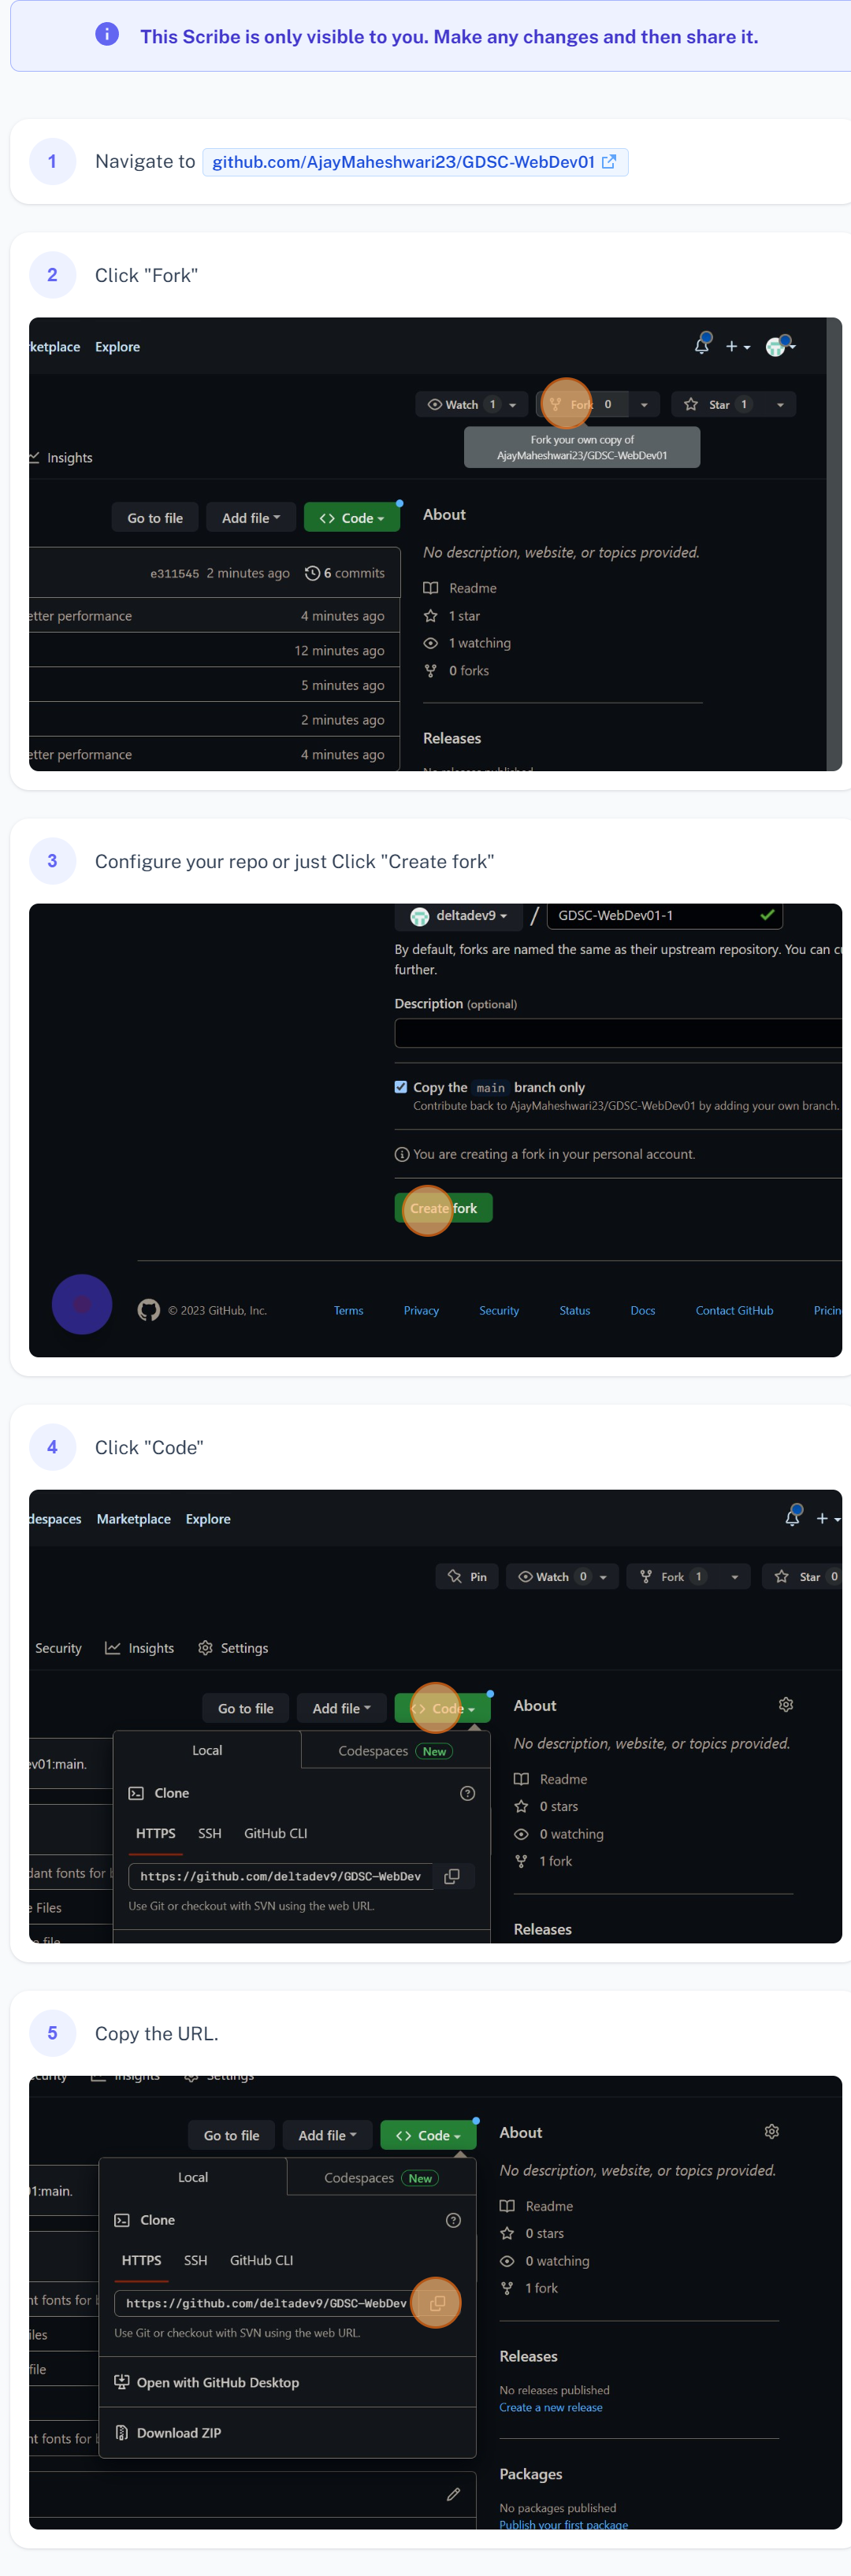 This Scribe is only visible to you. Make any changes and then share it.
1 Navigate to github.com/AjayMaheshwari23/GDSC-WebDev01
2 Click "Fork"
Explore
Watch 1 Fork 0 Star 1
Fork your own copy of
AjayMaheshwari23/GDSC-WebDev01
Insights
Go to file Add file Code About
No description, website, or topics provided.
e311545 2 minutes ago 6 commits
Readme
etter performance 4 minutes ago
1 star
12 minutes ago
1 watching
5 minutes ago
0 forks
2 minutes ago
Releases
etter performance 4 minutes ago
No releases published
3 Configure your repo or just Click "Create fork"
deltadev9 / GDSC-WebDev01-1
By default, forks are named the same as their upstream repository. You can cu
further.
Description (optional)
Copy the main branch only
Contribute back to AjayMaheshwari23/GDSC-WebDev01 by adding your own branch.
You are creating a fork in your personal account.
Create fork
© 2023 GitHub, Inc. Terms Privacy Security Status Docs Contact GitHub Pricin
4 Click "Code"
despaces Marketplace Explore
Pin Watch 0 Fork 1 Star 0
Security Insights Settings
Go to file Add file Code About
No description, website, or topics provided.
Local Codespaces New
ev01:main.
Readme
Clone
0 stars
HTTPS SSH GitHub CLI
0 watching
1 fork
https://github.com/deltadev9/GDSC-WebDev
dant fonts for
Use Git or checkout with SVN using the web URL.
e Files
Releases
e file
5 Copy the URL.
ecurity Insights Settings
Go to file Add file Code About
No description, website, or topics provided.
Local Codespaces New
01:main.
Readme
Clone
0 stars
HTTPS SSH GitHub CLI
0 watching
1 fork
https://github.com/deltadev9/GDSC-WebDev
nt fonts for
Use Git or checkout with SVN using the web URL.
iles
Releases
file
Open with GitHub Desktop
No releases published
Create a new release
Download ZIP
nt fonts for
Packages
No packages published
Publish your first package